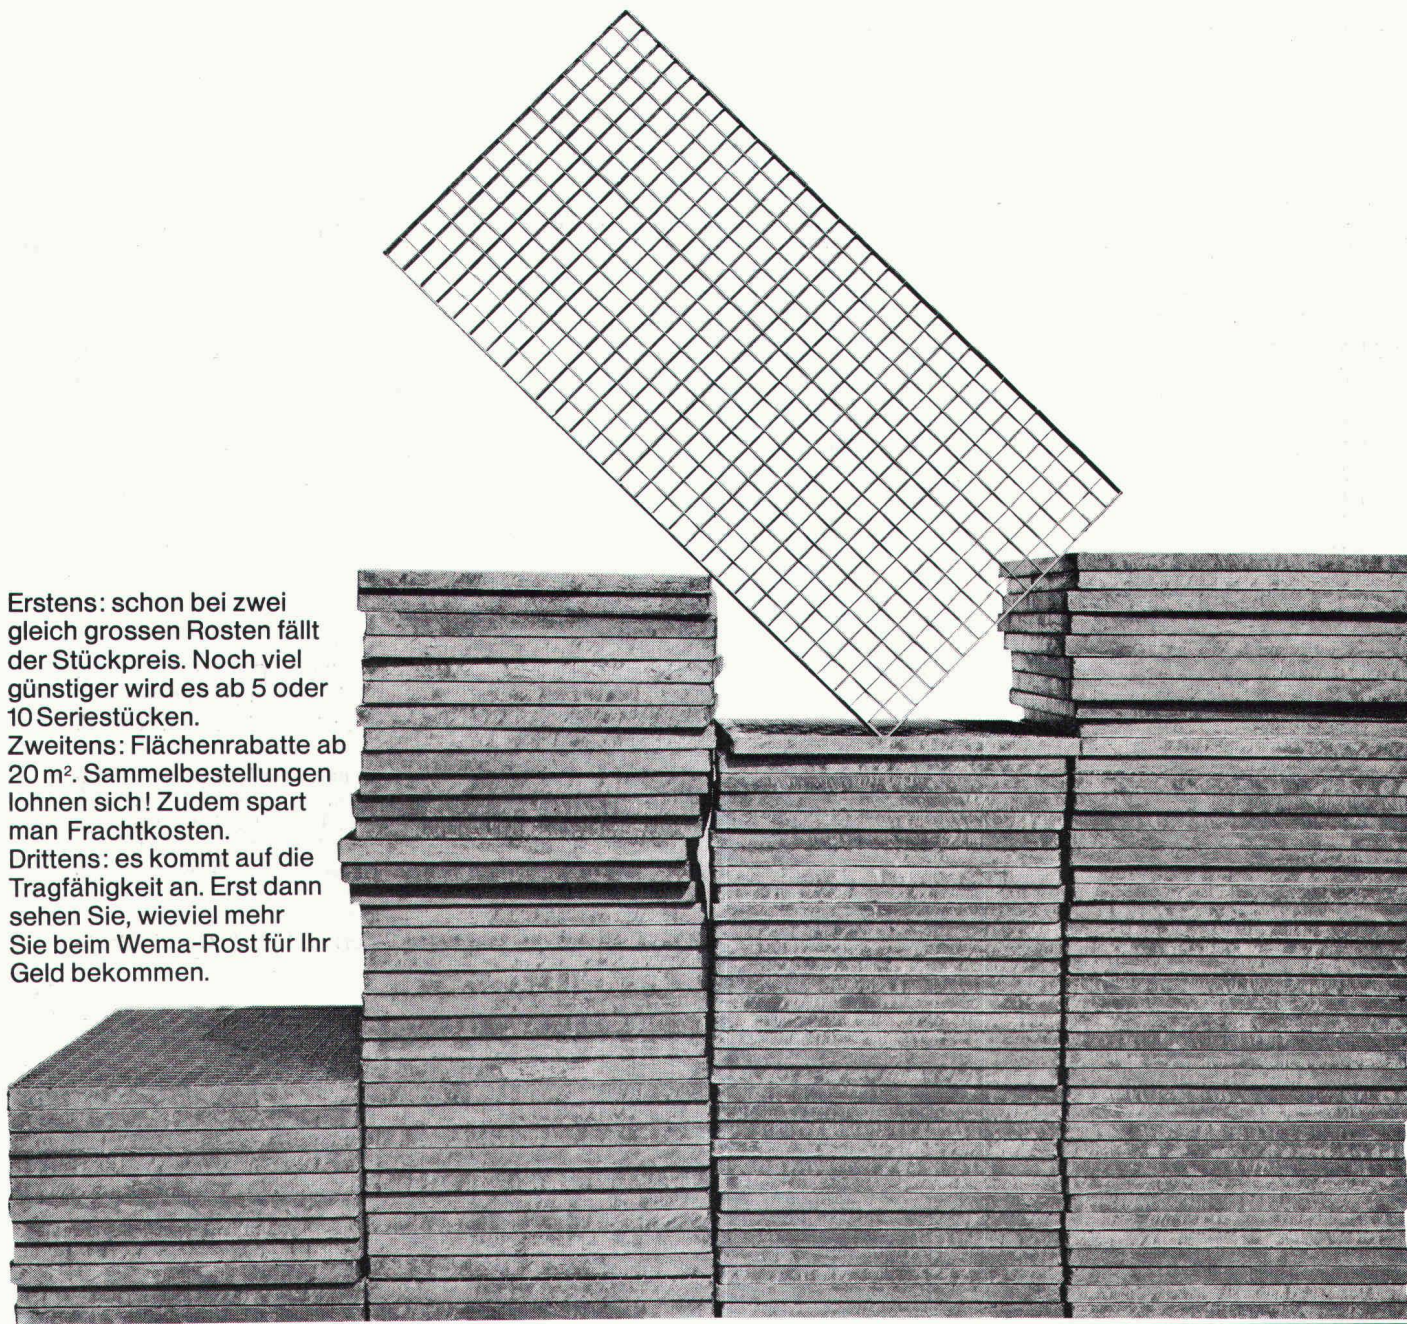 Erstens: schon bei zwei
gleich grossen Rosten fällt
der Stückpreis. Noch viel
günstiger wird es ab 5 oder
10 Seriestücken.
Zweitens: Flächenrabatte ab
20 m². Sammelbestellungen
lohnen sich! Zudem spart
man Frachtkosten.
Drittens: es kommt auf die
Tragfähigkeit an. Erst dann
sehen Sie, wieviel mehr
Sie beim Wema-Rost für Ihr
Geld bekommen.